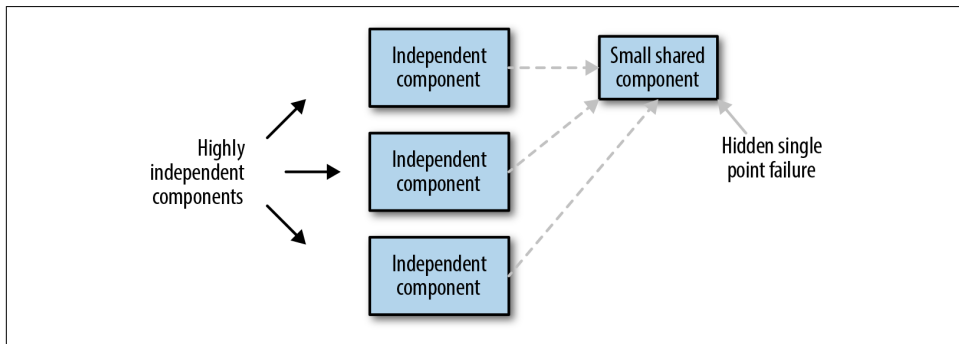 Highly
independent
components
Independent
component
Independent
component
Independent
component
Small shared
component
Hidden single
point failure